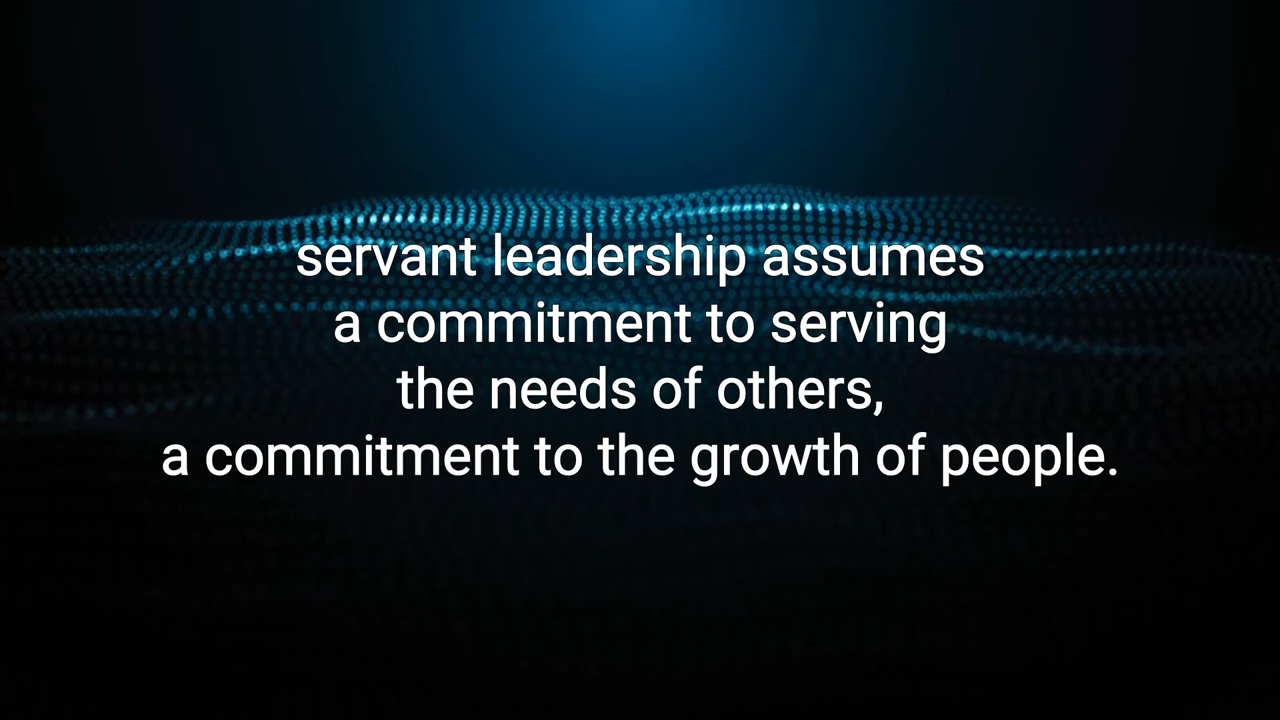 servant leadership assumes
a commitment to serving
the needs of others,
a commitment to the growth of people.